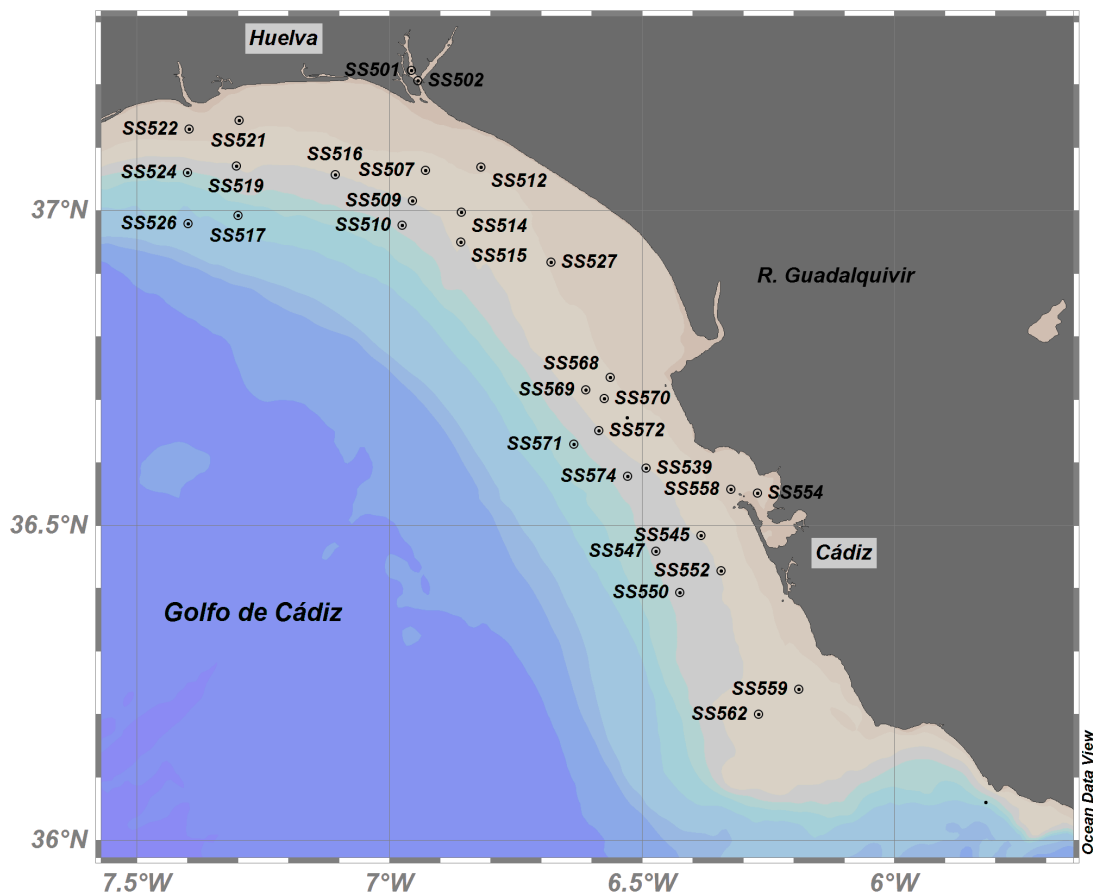 Huelva
SS501
SS502
SS522
SS521
SS516
SS507
SS524
SS519
SS512
SS509
37°N
SS526
SS517
SS510
SS514
SS515
SS527
R. Guadalquivir
SS568
SS569
SS570
SS571
SS572
SS574
SS539
SS558
SS554
36.5°N
SS545
SS547
Cádiz
SS552
SS550
Golfo de Cádiz
SS559
SS562
Ocean Data View
36°N
7.5°W
7°W
6.5°W
6°W